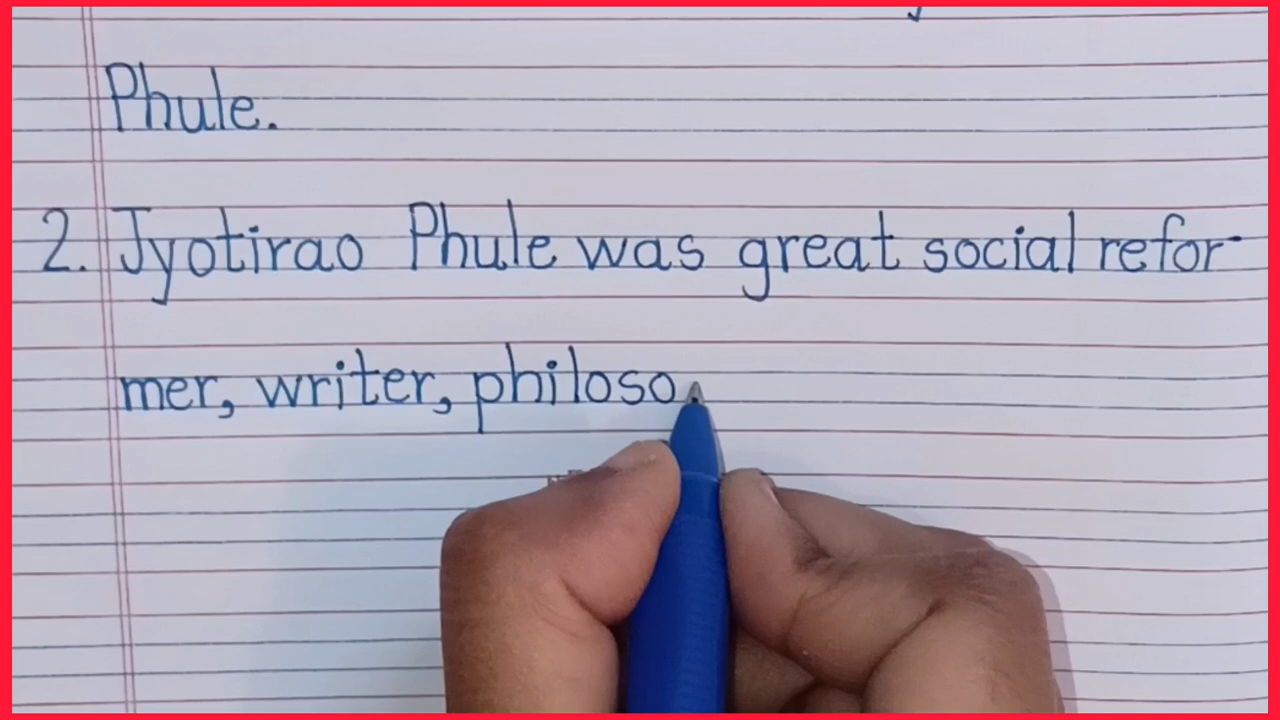 Phule.
2. Jyotirao Phule was great social refor-
mer, writer, philoso